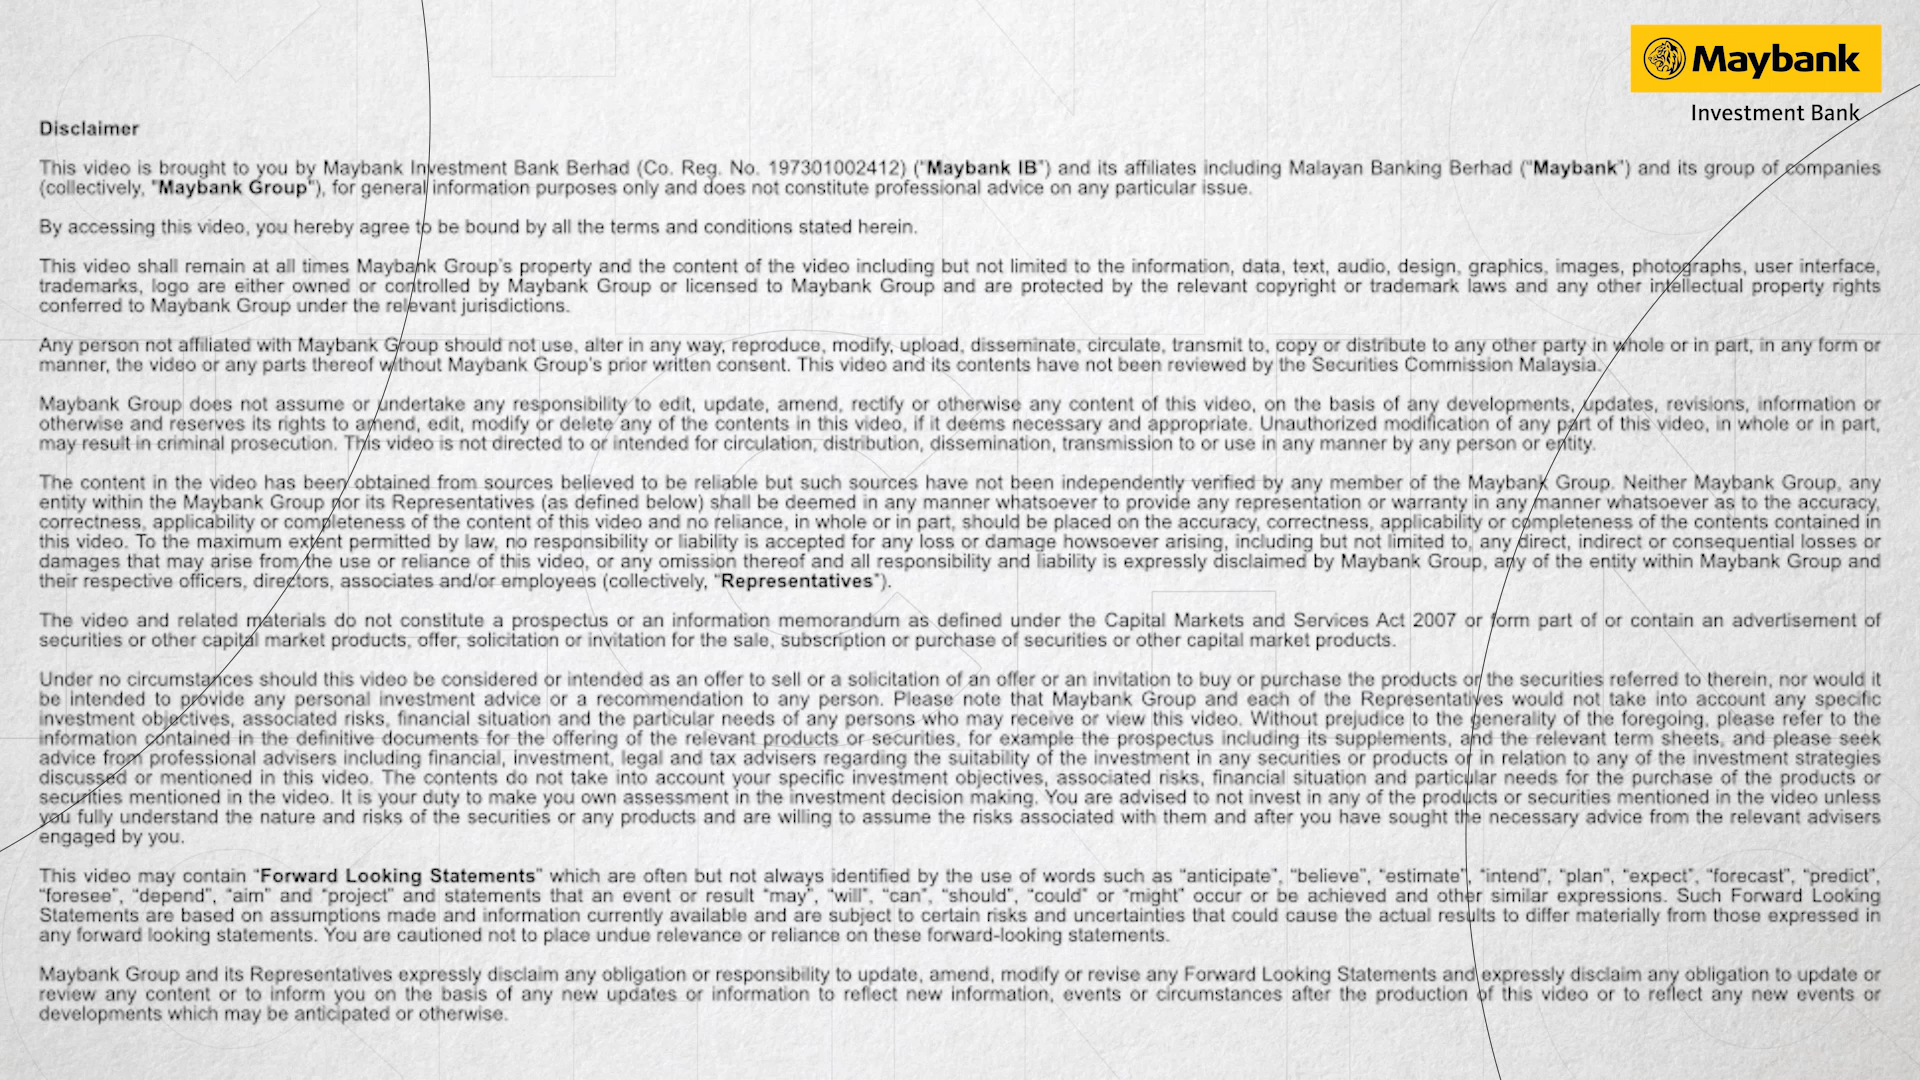 Maybank
Investment Bank
Disclaimer
This video is brought to you by Maybank Investment Bank Berhad (Co. Reg. No. 197301002412) ("Maybank IB") and its affiliates including Malayan Banking Berhad ("Maybank") and its group of companies
(collectively, "Maybank Group"), for general information purposes only and does not constitute professional advice on any particular issue.
By accessing this video, you hereby agree to be bound by all the terms and conditions stated herein.
This video shall remain at all times Maybank Group's property and the content of the video including but not limited to the information, data, text, audio, design, graphics, images, photographs, user interface,
trademarks, logo are either owned or controlled by Maybank Group or licensed to Maybank Group and are protected by the relevant copyright or trademark laws and any other intellectual property rights
conferred to Maybank Group under the relevant jurisdictions.
Any person not affiliated with Maybank Group should not use, alter in any way, reproduce, modify, upload, disseminate, circulate, transmit to, copy or distribute to any other party in whole or in part, in any form or
manner, the video or any parts thereof without Maybank Group's prior written consent. This video and its contents have not been reviewed by the Securities Commission Malaysia.
Maybank Group does not assume or undertake any responsibility to edit, update, amend, rectify or otherwise any content of this video, on the basis of any developments, updates, revisions, information or
otherwise and reserves its rights to amend, edit, modify or delete any of the contents in this video, if it deems necessary and appropriate. Unauthorized modification of any part of this video, in whole or in part,
may result in criminal prosecution. This video is not directed to or intended for circulation, distribution, dissemination, transmission to or use in any manner by any person or entity.
The content in the video has been obtained from sources believed to be reliable but such sources have not been independently verified by any member of the Maybank Group. Neither Maybank Group, any
entity within the Maybank Group nor its Representatives (as defined below) shall be deemed in any manner whatsoever to provide any representation or warranty in any manner whatsoever as to the accuracy,
correctness, applicability or completeness of the content of this video and no reliance, in whole or in part, should be placed on the accuracy, correctness, applicability or completeness of the contents contained in
this video. To the maximum extent permitted by law, no responsibility or liability is accepted for any loss or damage howsoever arising, including but not limited to, any direct, indirect or consequential losses or
damages that may arise from the use or reliance of this video, or any omission thereof and all responsibility and liability is expressly disclaimed by Maybank Group, any of the entity within Maybank Group and
their respective officers, directors, associates and/or employees (collectively, "Representatives").
The video and related materials do not constitute a prospectus or an information memorandum as defined under the Capital Markets and Services Act 2007 or form part of or contain an advertisement of
securities or other capital market products, offer, solicitation or invitation for the sale, subscription or purchase of securities or other capital market products.
Under no circumstances should this video be considered or intended as an offer to sell or a solicitation of an offer or an invitation to buy or purchase the products or the securities referred to therein, nor would it
be intended to provide any personal investment advice or a recommendation to any person. Please note that Maybank Group and each of the Representatives would not take into account any specific
investment objectives, associated risks, financial situation and the particular needs of any persons who may receive or view this video. Without prejudice to the generality of the foregoing, please refer to the
information contained in the definitive documents for the offering of the relevant products or securities, for example the prospectus including its supplements, and the relevant term sheets, and please seek
advice from professional advisers including financial, investment, legal and tax advisers regarding the suitability of the investment in any securities or products or in relation to any of the investment strategies
discussed or mentioned in this video. The contents do not take into account your specific investment objectives, associated risks, financial situation and particular needs for the purchase of the products or
securities mentioned in the video. It is your duty to make you own assessment in the investment decision making. You are advised to not invest in any of the products or securities mentioned in the video unless
you fully understand the nature and risks of the securities or any products and are willing to assume the risks associated with them and after you have sought the necessary advice from the relevant advisers
engaged by you.
This video may contain "Forward Looking Statements" which are often but not always identified by the use of words such as "anticipate", "believe", "estimate", "intend", "plan", "expect", "forecast", "predict",
"foresee", "depend", "aim" and "project" and statements that an event or result "may", "will", "can", "should", "could" or "might" occur or be achieved and other similar expressions. Such Forward Looking
Statements are based on assumptions made and information currently available and are subject to certain risks and uncertainties that could cause the actual results to differ materially from those expressed in
any forward looking statements. You are cautioned not to place undue relevance or reliance on these forward-looking statements.
Maybank Group and its Representatives expressly disclaim any obligation or responsibility to update, amend, modify or revise any Forward Looking Statements and expressly disclaim any obligation to update or
review any content or to inform you on the basis of any new updates or information to reflect new information, events or circumstances after the production of this video or to reflect any new events or
developments which may be anticipated or otherwise.